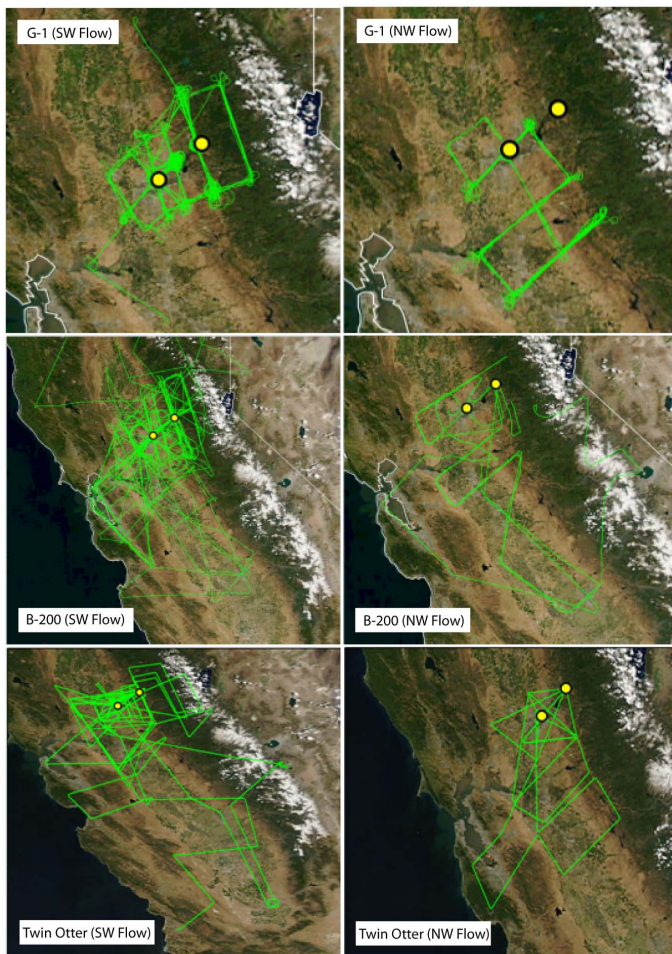 G-1 (SW Flow)
G-1 (NW Flow)
B-200 (SW Flow)
B-200 (NW Flow)
Twin Otter (SW Flow)
Twin Otter (NW Flow)